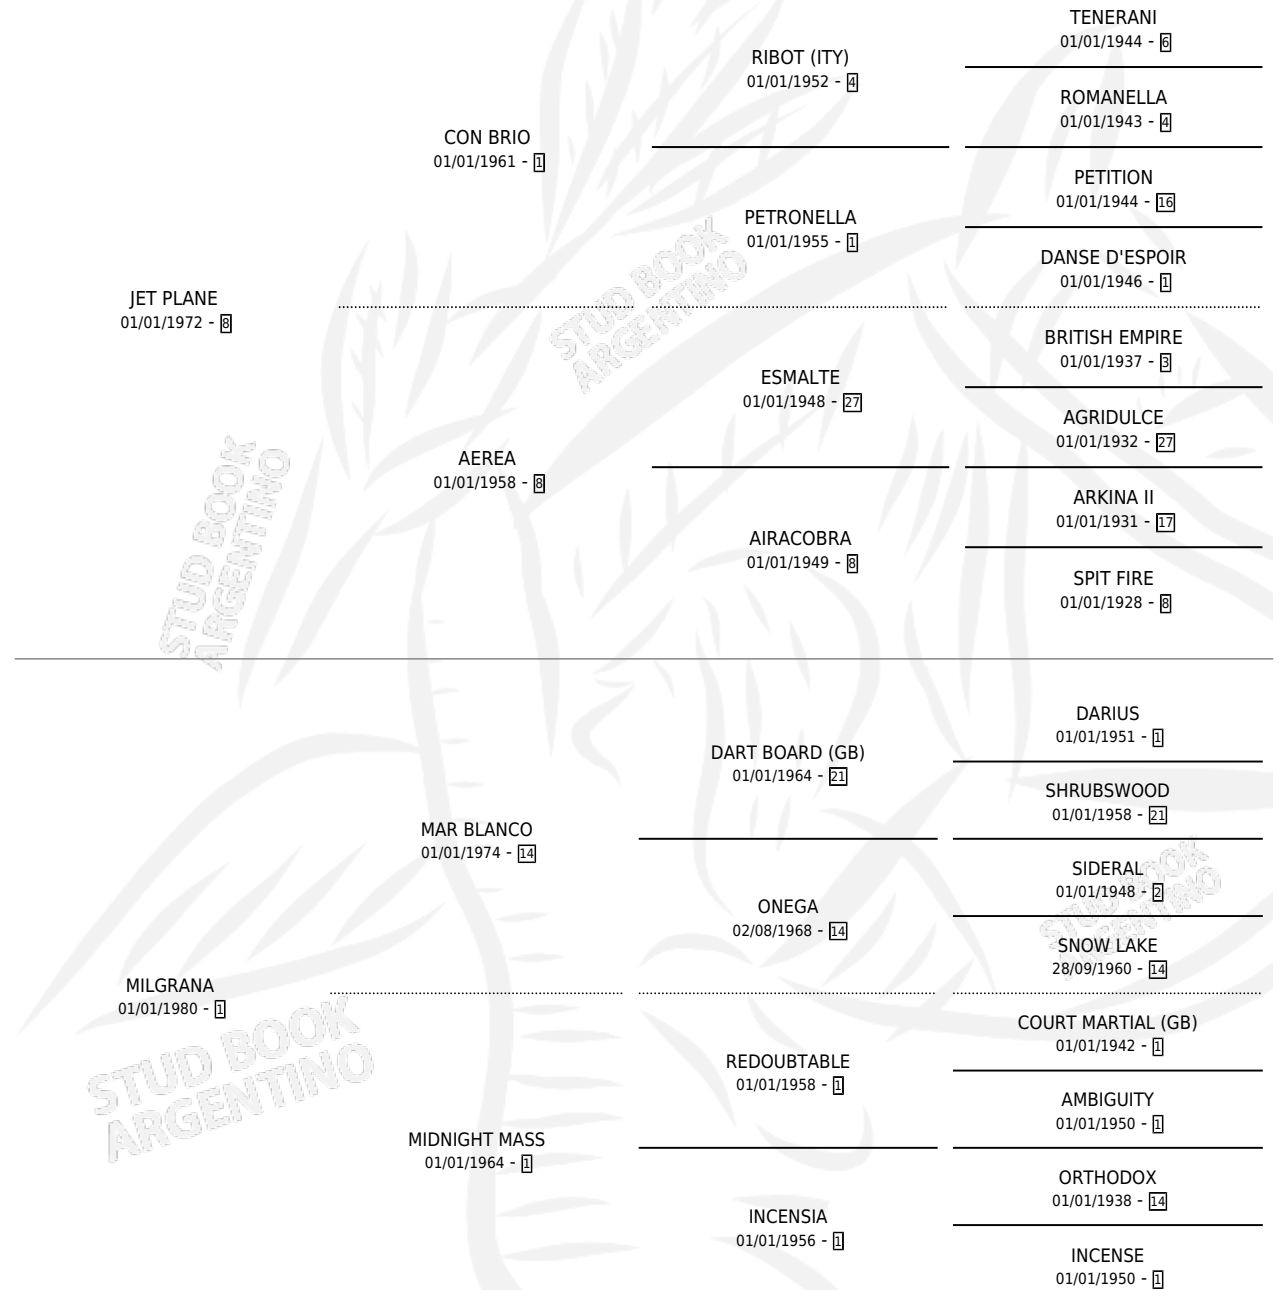 TENERANI
01/01/1944 - 6
RIBOT (ITY)
01/01/1952 - 4
ROMANELLA
01/01/1943 - 4
CON BRIO
01/01/1961 - 1
PETITION
01/01/1944 - 16
PETRONELLA
01/01/1955 - 1
DANSE D'ESPOIR
01/01/1946 - 1
JET PLANE
01/01/1972 - 8
BRITISH EMPIRE
01/01/1937 - 3
ESMALTE
01/01/1948 - 27
AGRIDULCE
01/01/1932 - 27
AEREA
01/01/1958 - 8
ARKINA II
01/01/1931 - 17
AIRACOBRA
01/01/1949 - 8
SPIT FIRE
01/01/1928 - 8
STUD BOOK
ARGENTINO
STUD BOOK
ARGENTINO
DARIUS
01/01/1951 - 1
DART BOARD (GB)
01/01/1964 - 21
SHRUBSWOOD
01/01/1958 - 21
MAR BLANCO
01/01/1974 - 14
SIDERAL
01/01/1948 - 2
ONEGA
02/08/1968 - 14
SNOW LAKE
28/09/1960 - 14
MILGRANA
01/01/1980 - 1
COURT MARTIAL (GB)
01/01/1942 - 1
REDOUBTABLE
01/01/1958 - 1
AMBIGUITY
01/01/1950 - 1
MIDNIGHT MASS
01/01/1964 - 1
ORTHODOX
01/01/1938 - 14
INCENSIA
01/01/1956 - 1
INCENSE
01/01/1950 - 1
STUD BOOK
ARGENTINO
STUD BOOK
ARGENTINO